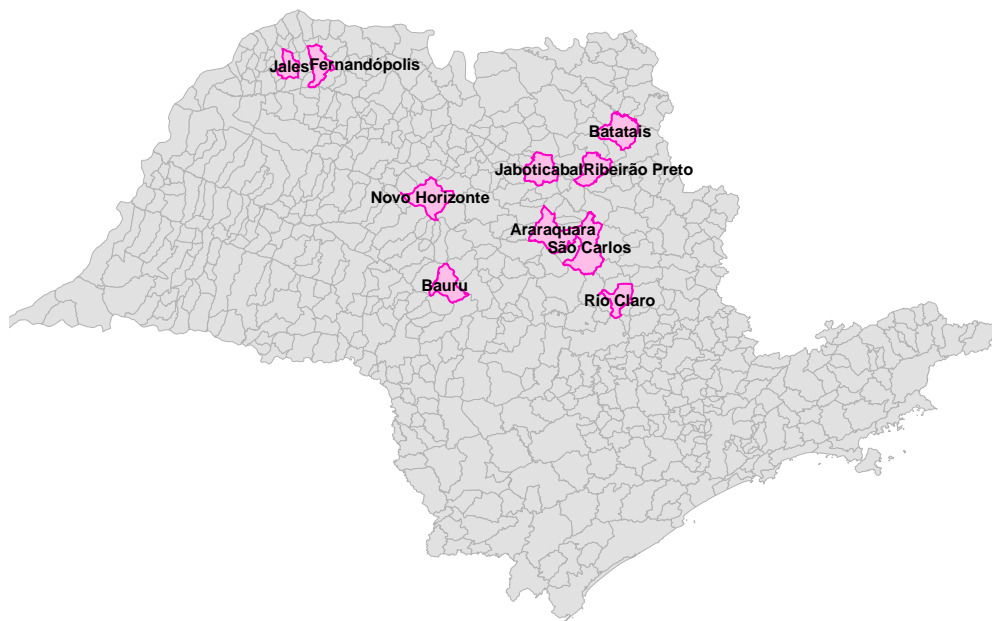 Jales
Fernandópolis
Batatais
Jaboticabal
Ribeirão Preto
Novo Horizonte
Araraquara
São Carlos
Bauru
Rio Claro